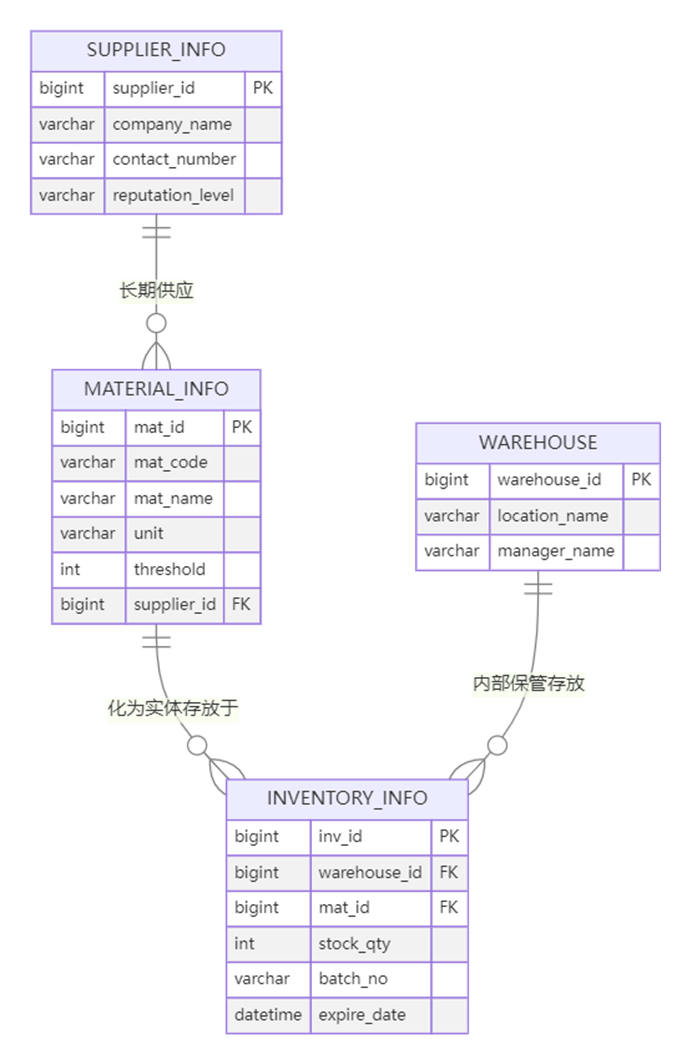 SUPPLIER_INFO
bigint supplier_id PK
varchar company_name
varchar contact_number
varchar reputation_level
长期供应
MATERIAL_INFO
bigint mat_id PK
varchar mat_code
varchar mat_name
varchar unit
int threshold
bigint supplier_id FK
WAREHOUSE
bigint warehouse_id PK
varchar location_name
varchar manager_name
化为实体存放于
内部保管存放
INVENTORY_INFO
bigint inv_id PK
bigint warehouse_id FK
bigint mat_id FK
int stock_qty
varchar batch_no
datetime expire_date